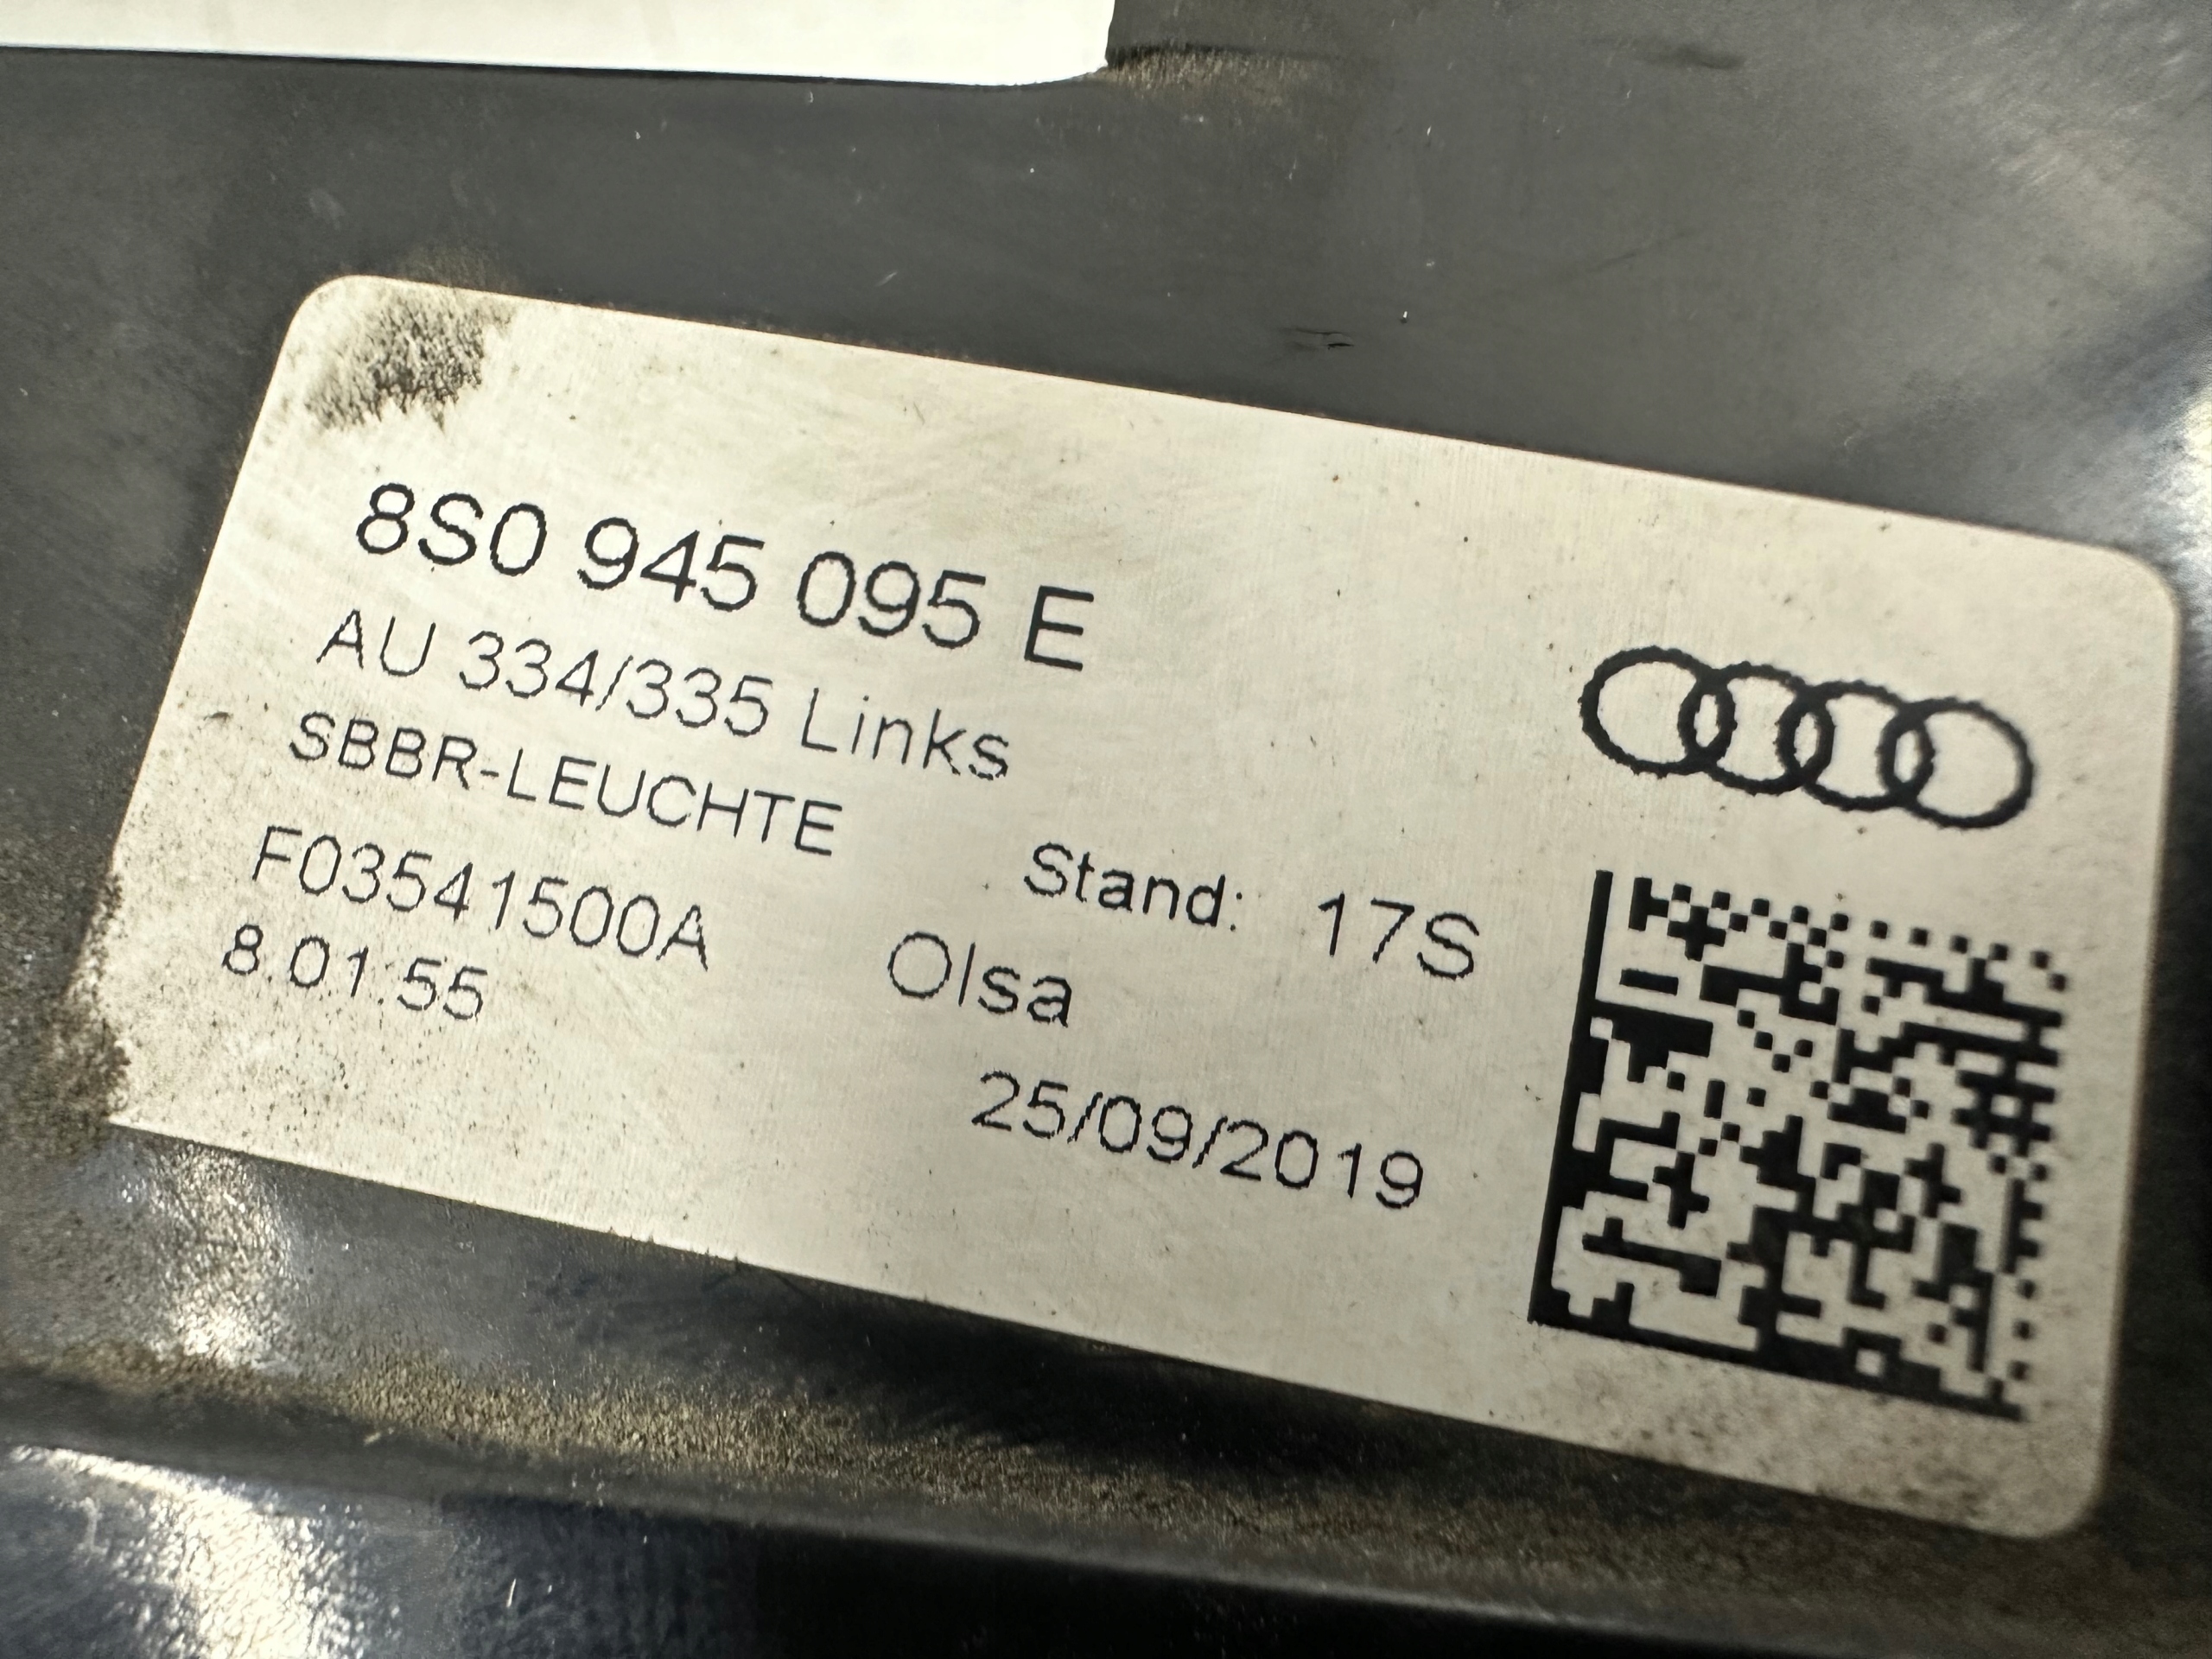 8S0 945 095 E
AU 334/335 Links
SBBR-LEUCHTE
Stand: 17S
F03541500A
Olsa
8:01:55
25/09/2019